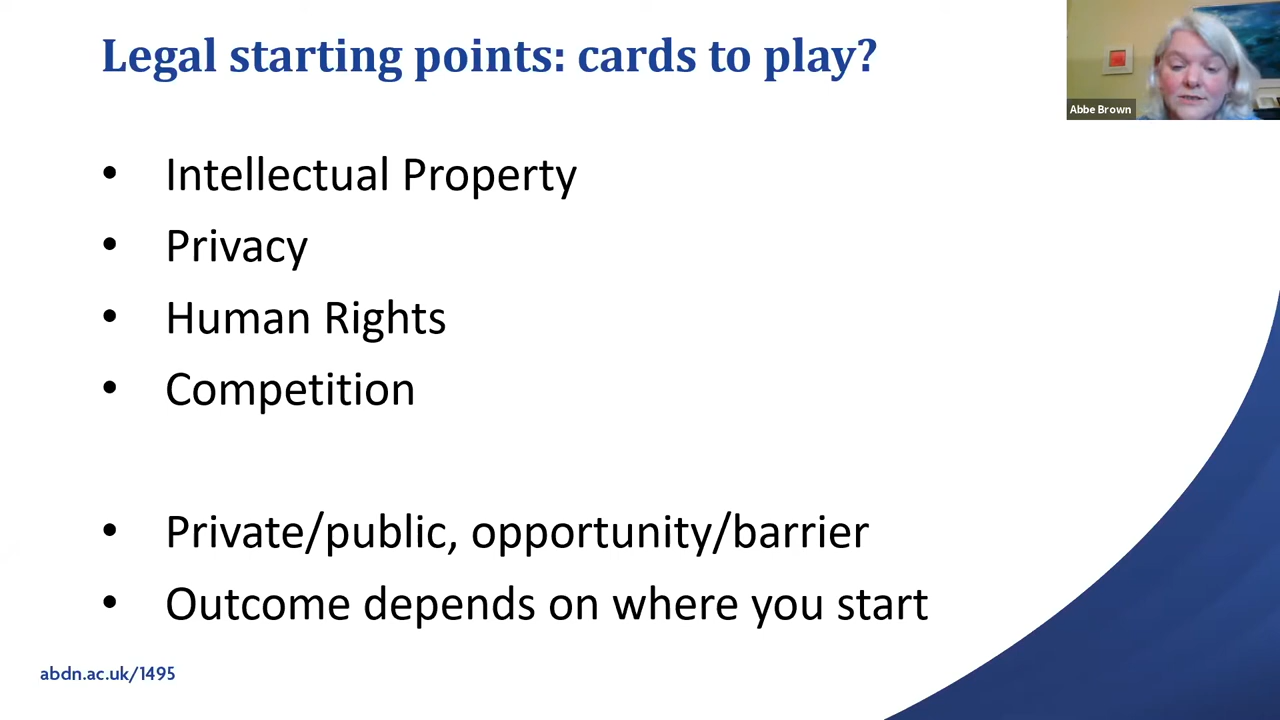 Legal starting points: cards to play?
Abbe Brown
• Intellectual Property
• Privacy
• Human Rights
• Competition
• Private/public, opportunity/barrier
• Outcome depends on where you start
abdn.ac.uk/1495